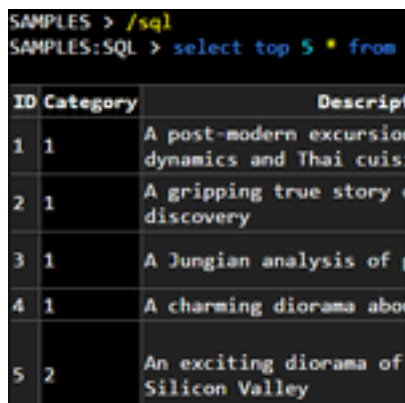 SAMPLES > /sql
SAMPLES:SQL > select top 5 * from
ID Category Descript
1 1 A post-modern excursio
dynamics and Thai cuis
2 1 A gripping true story
discovery
3 1 A Jungian analysis of
4 1 A charming diorama abo
5 2 An exciting diorama of
Silicon Valley